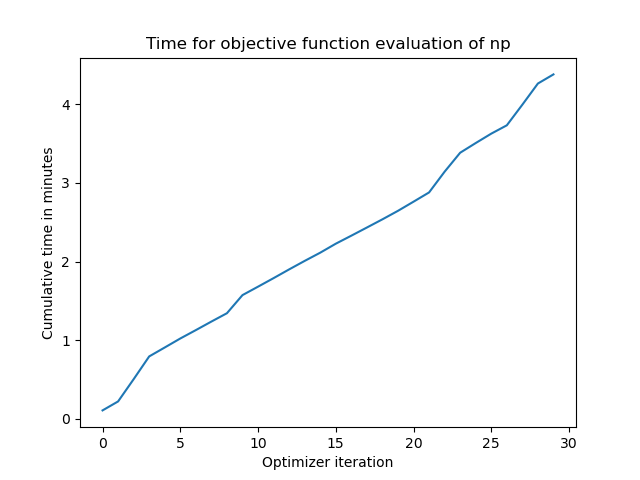 Time for objective function evaluation of np
Cumulative time in minutes
4
3
2
1
0
0 5 10 15 20 25 30
Optimizer iteration